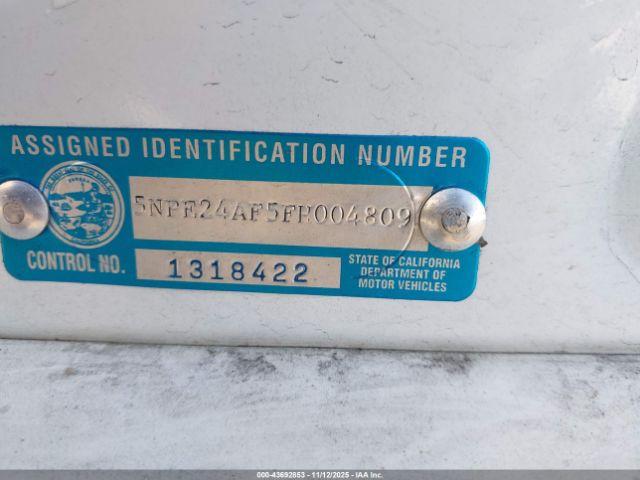 ASSIGNED IDENTIFICATION NUMBER
5NPE24AF5FH004809
CONTROL NO. 1318422
STATE OF CALIFORNIA
DEPARTMENT OF
MOTOR VEHICLES
000-43692853 - 11/12/2025 - IAA Inc.